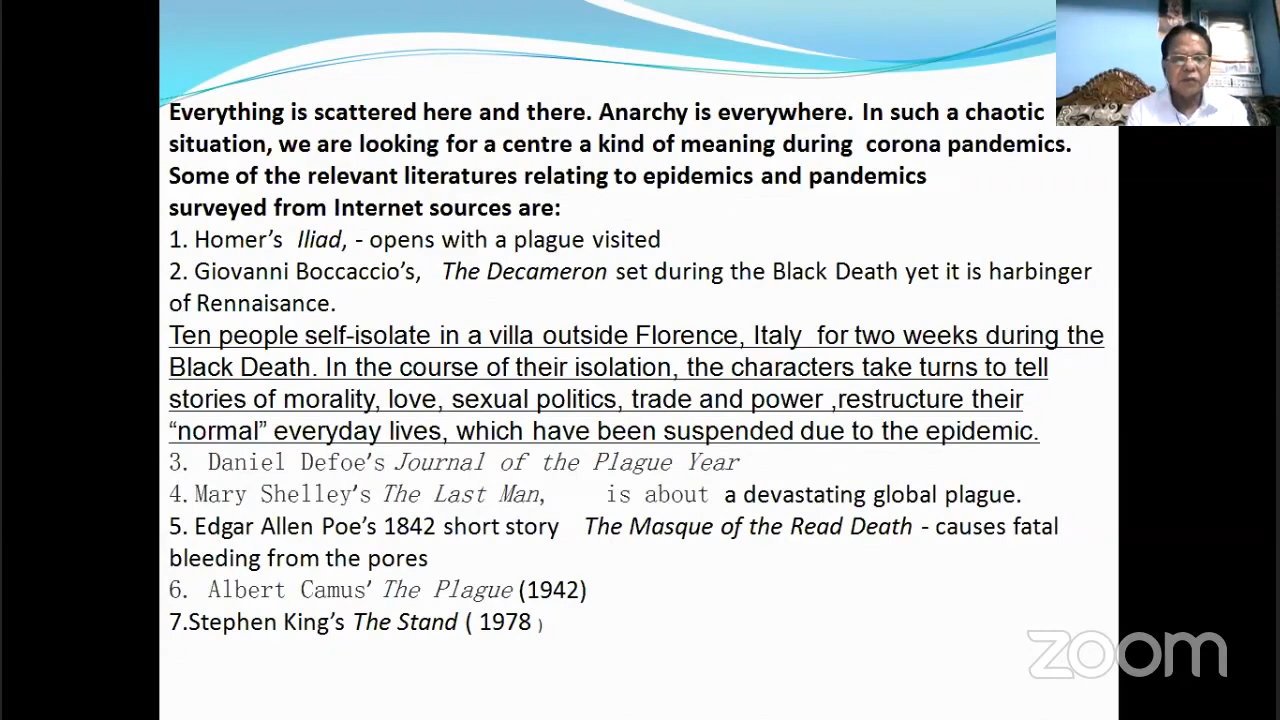 Everything is scattered here and there. Anarchy is everywhere. In such a chaotic
situation, we are looking for a centre a kind of meaning during corona pandemics.
Some of the relevant literatures relating to epidemics and pandemics
surveyed from Internet sources are:
1. Homer's Iliad, - opens with a plague visited
2. Giovanni Boccaccio's, The Decameron set during the Black Death yet it is harbinger
of Rennaisance.
Ten people self-isolate in a villa outside Florence, Italy for two weeks during the
Black Death. In the course of their isolation, the characters take turns to tell
stories of morality, love, sexual politics, trade and power ,restructure their
“normal” everyday lives, which have been suspended due to the epidemic.
3. Daniel Defoe's Journal of the Plague Year
4. Mary Shelley's The Last Man, is about a devastating global plague.
5. Edgar Allen Poe's 1842 short story The Masque of the Read Death - causes fatal
bleeding from the pores
6. Albert Camus' The Plague (1942)
7.Stephen King's The Stand ( 1978 )
zoom